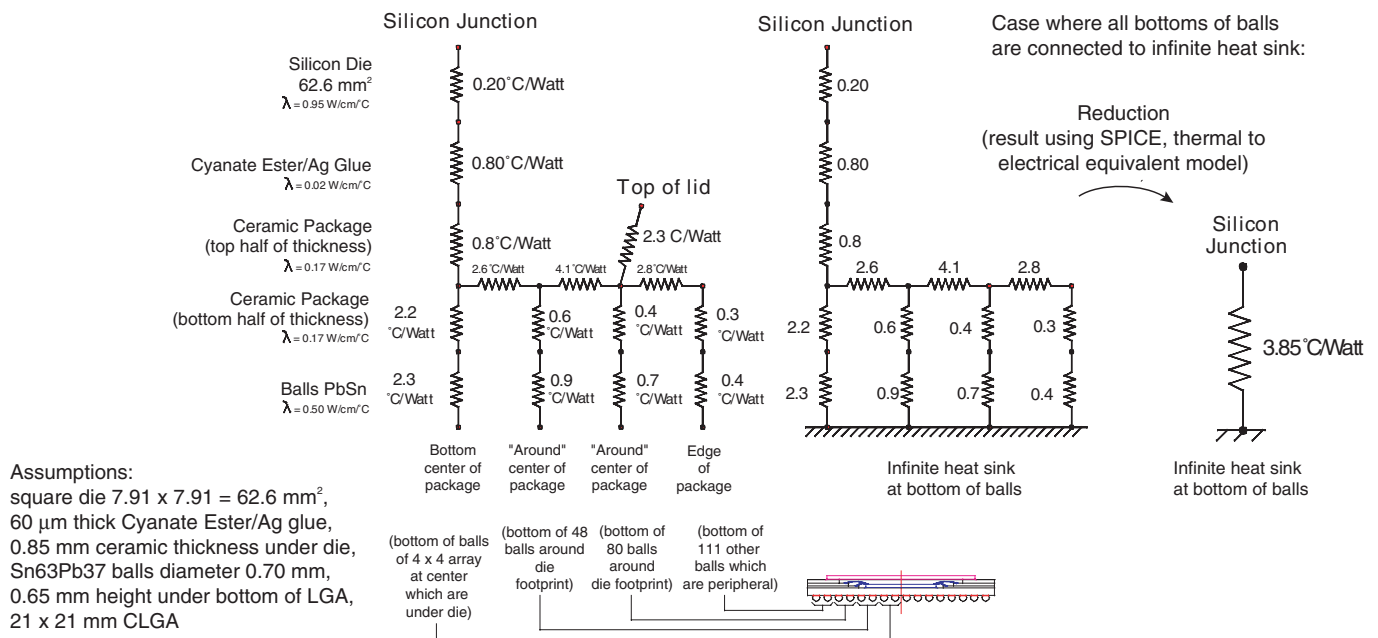 Silicon Junction
Silicon Junction
Case where all bottoms of balls
are connected to infinite heat sink:
Silicon Die
62.6 mm²
λ = 0.95 W/cm/°C
0.20°C/Watt
0.20
Reduction
(result using SPICE, thermal to
electrical equivalent model)
Cyanate Ester/Ag Glue
λ = 0.02 W/cm/°C
0.80°C/Watt
0.80
Top of lid
Ceramic Package
(top half of thickness)
λ = 0.17 W/cm/°C
0.8°C/Watt
2.3 C/Watt
0.8
Silicon
Junction
2.6°C/Watt
4.1°C/Watt
2.8°C/Watt
2.6
4.1
2.8
Ceramic Package
(bottom half of thickness)
λ = 0.17 W/cm/°C
2.2
°C/Watt
0.6
°C/Watt
0.4
°C/Watt
0.3
°C/Watt
2.2
0.6
0.4
0.3
3.85°C/Watt
Balls PbSn
λ = 0.50 W/cm/°C
2.3
°C/Watt
0.9
°C/Watt
0.7
°C/Watt
0.4
°C/Watt
2.3
0.9
0.7
0.4
Bottom
center of
package
"Around"
center of
package
"Around"
center of
package
Edge
of
package
Infinite heat sink
at bottom of balls
Infinite heat sink
at bottom of balls
Assumptions:
square die 7.91 x 7.91 = 62.6 mm²,
60 µm thick Cyanate Ester/Ag glue,
0.85 mm ceramic thickness under die,
Sn63Pb37 balls diameter 0.70 mm,
0.65 mm height under bottom of LGA,
21 x 21 mm CLGA
(bottom of balls
of 4 x 4 array
at center
which are
under die)
(bottom of 48
balls around
die
footprint)
(bottom of
80 balls
around
die footprint)
(bottom of
111 other
balls which
are peripheral)